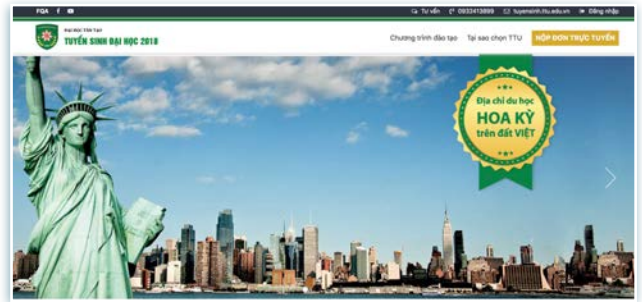 FQA
Tư vấn 0933413899 tuyensinh.ttu.edu.vn Đăng nhập
ĐẠI HỌC TÂN TẠO
TUYỂN SINH ĐẠI HỌC 2018
Chương trình đào tạo Tại sao chọn TTU NỘP ĐƠN TRỰC TUYẾN
Địa chỉ du học
HOA KỲ
trên đất VIỆT